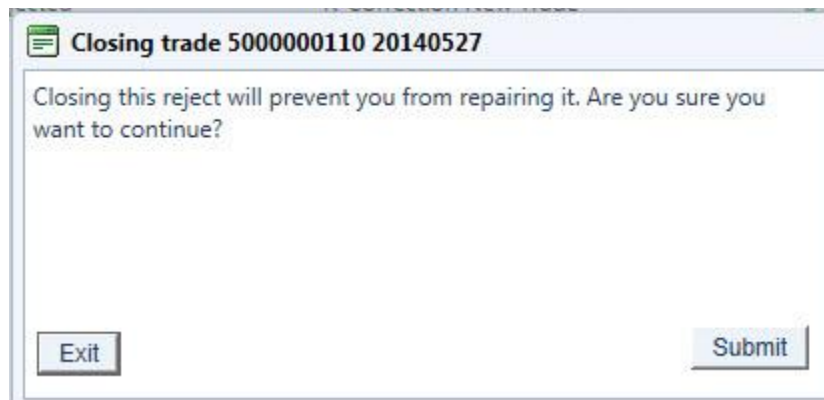 Closing trade 5000000110 20140527
Closing this reject will prevent you from repairing it. Are you sure you
want to continue?
Exit
Submit